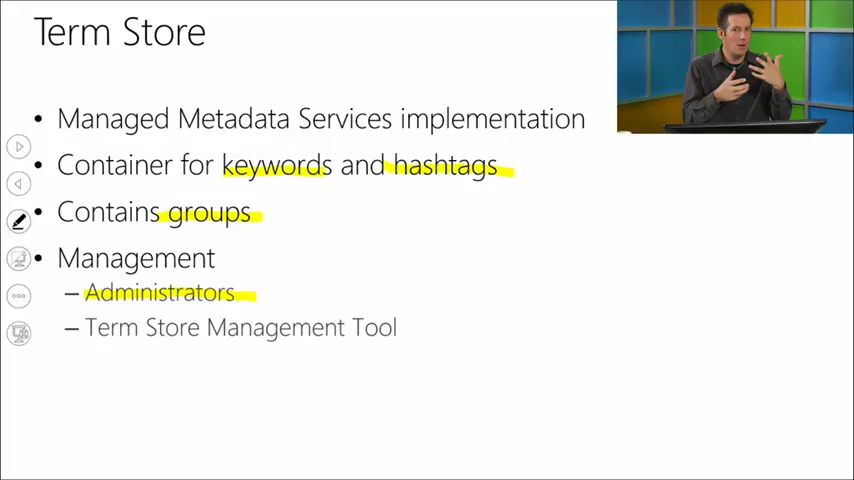 Term Store
• Managed Metadata Services implementation
• Container for keywords and hashtags
• Contains groups
• Management
– Administrators
– Term Store Management Tool